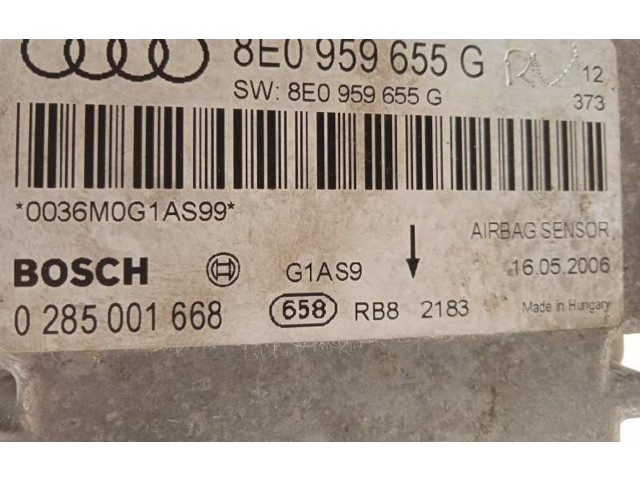 8E0 959 655 G 12
SW: 8E0 959 655 G 373
*0036M0G1AS99*
AIRBAG SENSOR
BOSCH G1AS9 16.05.2006
0 285 001 668 658 RB8 2183 Made in Hungary